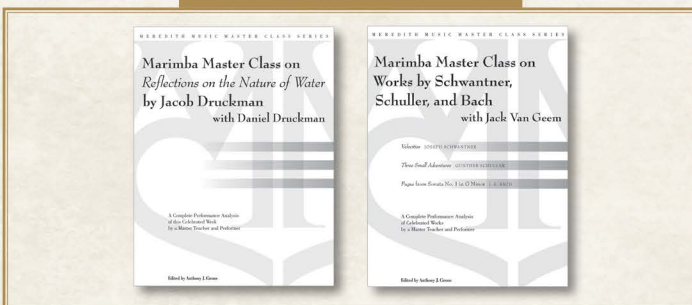 MEREDITH MUSIC MASTER CLASS SERIES
Marimba Master Class on
Reflections on the Nature of Water
by Jacob Druckman
with Daniel Druckman
A Complete Performance Analysis
of this Celebrated Work
by a Master Teacher and Performer
Edited by Anthony J. Cirone
MEREDITH MUSIC MASTER CLASS SERIES
Marimba Master Class on
Works by Schwantner,
Schuller, and Bach
with Jack Van Geem
Velocities JOSEPH SCHWANTNER
Three Small Adventures GUNTHER SCHULLER
Fugue from Sonata No. 1 in G Minor J. S. BACH
A Complete Performance Analysis
of Celebrated Works
by a Master Teacher and Performer
Edited by Anthony J. Cirone